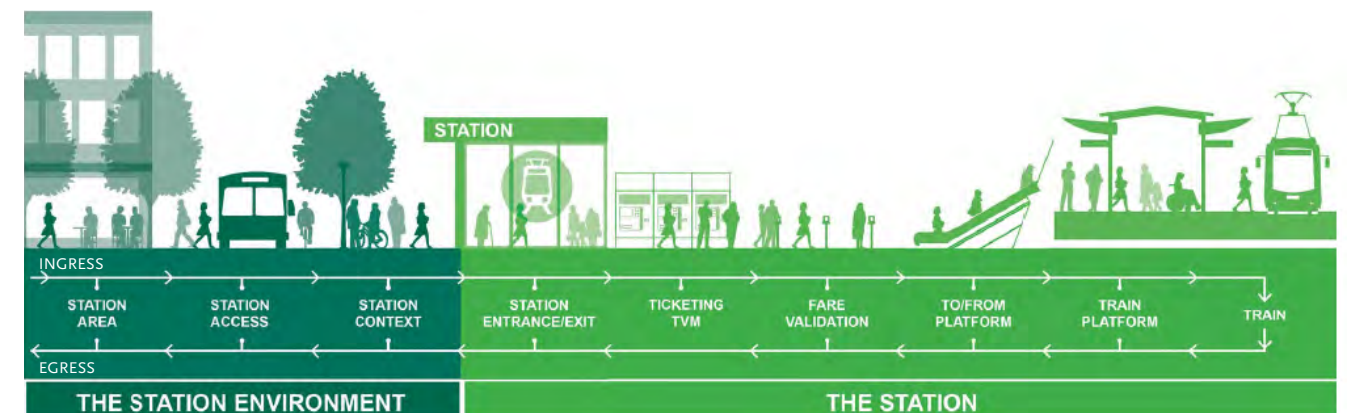 STATION
INGRESS
STATION
AREA
STATION
ACCESS
STATION
CONTEXT
STATION
ENTRANCE/EXIT
TICKETING
TVM
FARE
VALIDATION
TO/FROM
PLATFORM
TRAIN
PLATFORM
TRAIN
EGRESS
THE STATION ENVIRONMENT
THE STATION